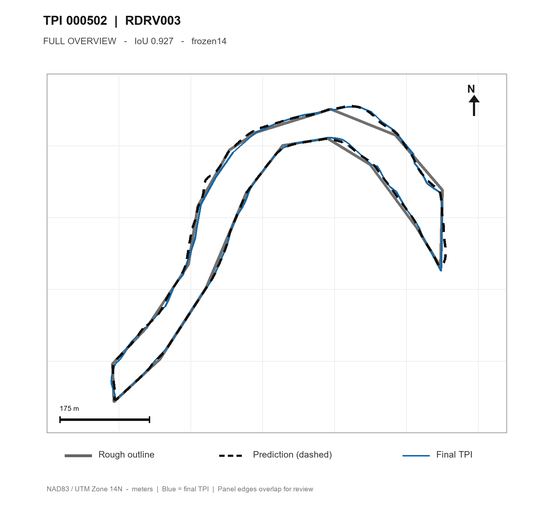 TPI 000502 | RDRV003
FULL OVERVIEW - IoU 0.927 - frozen14
N
175 m
Rough outline
Prediction (dashed)
Final TPI
NAD83 / UTM Zone 14N - meters | Blue = final TPI | Panel edges overlap for review